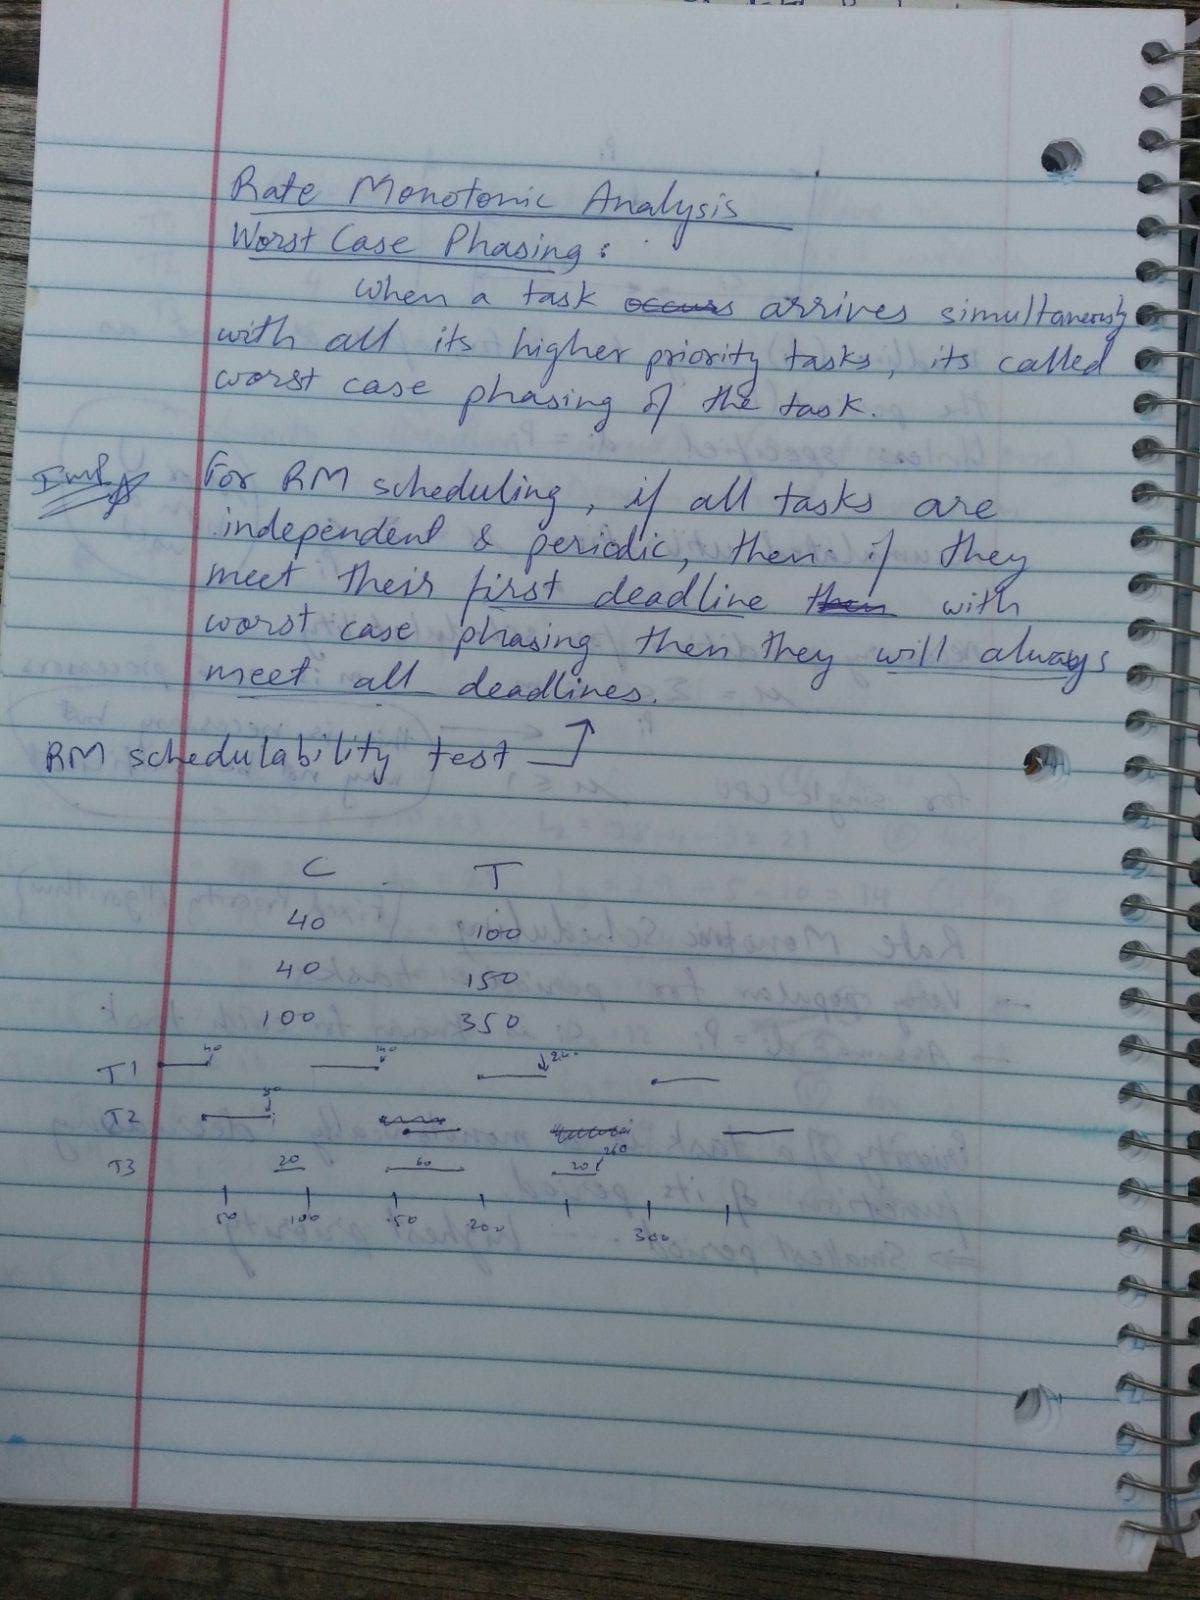 Rate Monotonic Analysis
Worst Case Phasing:
When a task occurs arrives simultaneously
with all its higher priority tasks, its called
worst case phasing of the task.
Imp For RM scheduling, if all tasks are
independent & periodic, then if they
meet their first deadline then with
worst case phasing then they will always
meet all deadlines.
RM schedulability test
C T
40 100
40 150
100 350
T1 40 140 240
T2 80
T3 20 60 20 260
50 100 150 200 300